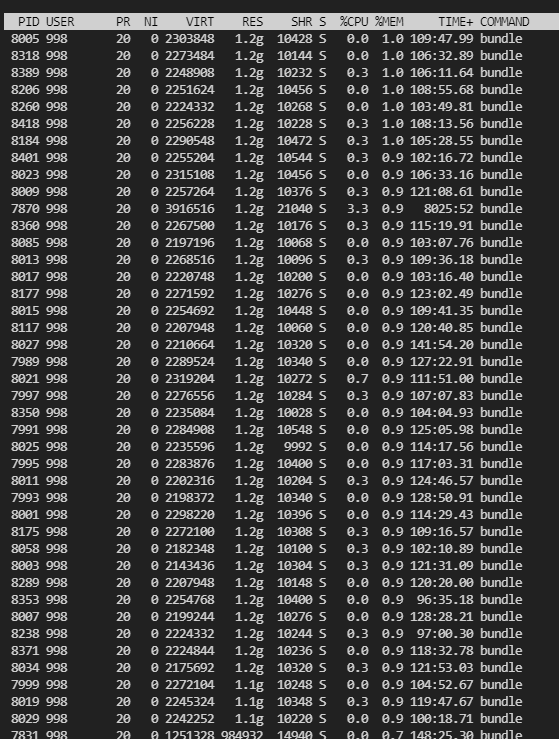 PID USER PR NI VIRT RES SHR S %CPU %MEM TIME+ COMMAND
8005 998 20 0 2303848 1.2g 10428 S 0.0 1.0 109:47.99 bundle
8318 998 20 0 2273484 1.2g 10144 S 0.0 1.0 106:32.89 bundle
8389 998 20 0 2248908 1.2g 10232 S 0.3 1.0 106:11.64 bundle
8206 998 20 0 2251624 1.2g 10456 S 0.0 1.0 108:55.68 bundle
8260 998 20 0 2224332 1.2g 10268 S 0.0 1.0 103:49.81 bundle
8418 998 20 0 2256228 1.2g 10228 S 0.3 1.0 108:13.56 bundle
8184 998 20 0 2290548 1.2g 10472 S 0.3 1.0 105:28.55 bundle
8401 998 20 0 2255204 1.2g 10544 S 0.3 0.9 102:16.72 bundle
8023 998 20 0 2315108 1.2g 10456 S 0.0 0.9 106:33.16 bundle
8009 998 20 0 2257264 1.2g 10376 S 0.3 0.9 121:08.61 bundle
7870 998 20 0 3916516 1.2g 21040 S 3.3 0.9 8025:52 bundle
8360 998 20 0 2267500 1.2g 10176 S 0.3 0.9 115:19.91 bundle
8085 998 20 0 2197196 1.2g 10068 S 0.0 0.9 103:07.76 bundle
8013 998 20 0 2268516 1.2g 10096 S 0.3 0.9 109:36.18 bundle
8017 998 20 0 2220748 1.2g 10200 S 0.0 0.9 103:16.40 bundle
8177 998 20 0 2271592 1.2g 10276 S 0.0 0.9 123:02.49 bundle
8015 998 20 0 2254692 1.2g 10448 S 0.0 0.9 109:41.35 bundle
8117 998 20 0 2207948 1.2g 10060 S 0.0 0.9 120:40.85 bundle
8027 998 20 0 2210664 1.2g 10320 S 0.0 0.9 141:54.20 bundle
7989 998 20 0 2289524 1.2g 10340 S 0.0 0.9 127:22.91 bundle
8021 998 20 0 2319204 1.2g 10272 S 0.7 0.9 111:51.00 bundle
7997 998 20 0 2276556 1.2g 10284 S 0.3 0.9 107:07.83 bundle
8350 998 20 0 2235084 1.2g 10028 S 0.0 0.9 104:04.93 bundle
7991 998 20 0 2284908 1.2g 10548 S 0.0 0.9 125:05.98 bundle
8025 998 20 0 2235596 1.2g 9992 S 0.0 0.9 114:17.56 bundle
7995 998 20 0 2283876 1.2g 10400 S 0.0 0.9 117:03.31 bundle
8011 998 20 0 2202316 1.2g 10204 S 0.3 0.9 124:46.57 bundle
7993 998 20 0 2198372 1.2g 10340 S 0.0 0.9 128:50.91 bundle
8001 998 20 0 2298220 1.2g 10396 S 0.0 0.9 114:29.43 bundle
8175 998 20 0 2272100 1.2g 10308 S 0.3 0.9 109:16.57 bundle
8058 998 20 0 2182348 1.2g 10100 S 0.3 0.9 102:10.89 bundle
8003 998 20 0 2143436 1.2g 10304 S 0.3 0.9 121:31.09 bundle
8289 998 20 0 2207948 1.2g 10148 S 0.0 0.9 120:20.00 bundle
8353 998 20 0 2254768 1.2g 10400 S 0.0 0.9 96:35.18 bundle
8007 998 20 0 2199244 1.2g 10276 S 0.0 0.9 128:28.21 bundle
8238 998 20 0 2224332 1.2g 10244 S 0.3 0.9 97:00.30 bundle
8371 998 20 0 2224844 1.2g 10236 S 0.0 0.9 118:32.78 bundle
8034 998 20 0 2175692 1.2g 10320 S 0.3 0.9 121:53.03 bundle
7999 998 20 0 2272104 1.1g 10248 S 0.0 0.9 104:52.67 bundle
8019 998 20 0 2245324 1.1g 10348 S 0.3 0.9 119:47.67 bundle
8029 998 20 0 2242252 1.1g 10220 S 0.0 0.9 100:18.71 bundle
7831 998 20 0 1251328 984932 14940 S 0.0 0.7 148:25.30 bundle